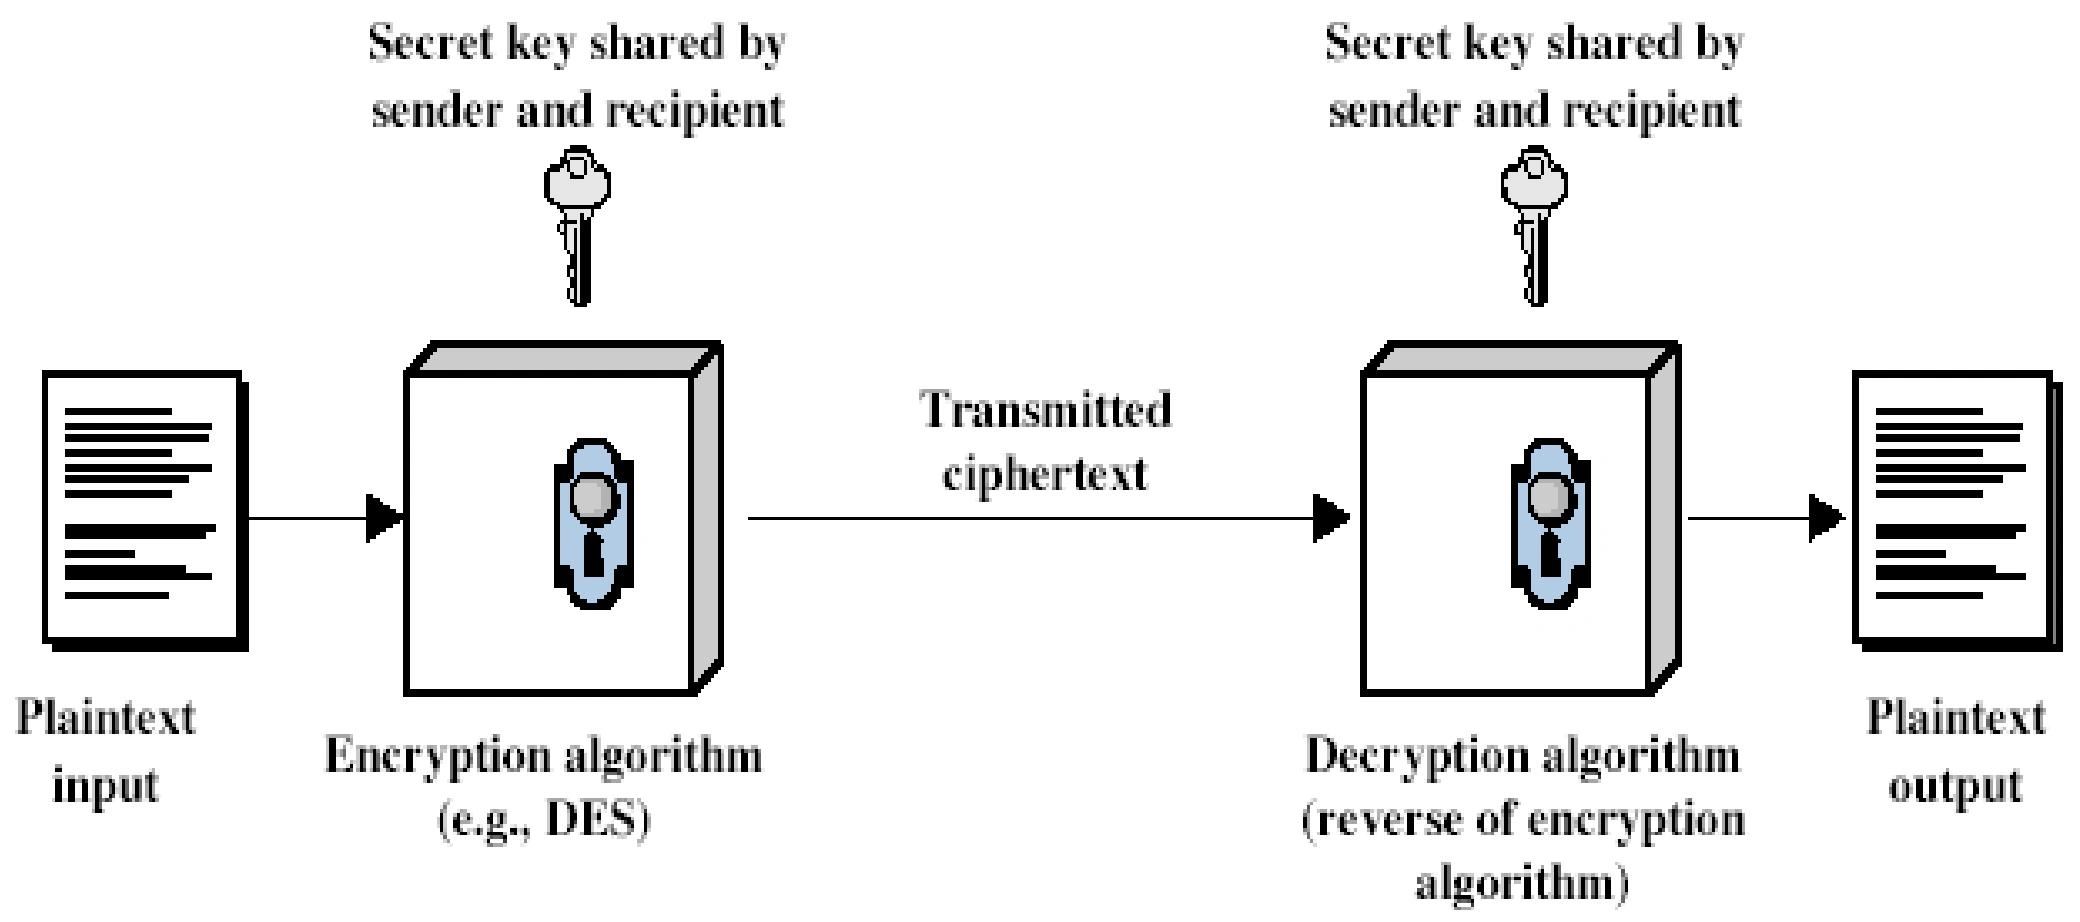 Secret key shared by
sender and recipient
Secret key shared by
sender and recipient
Transmitted
ciphertext
Plaintext
input
Encryption algorithm
(e.g., DES)
Decryption algorithm
(reverse of encryption
algorithm)
Plaintext
output